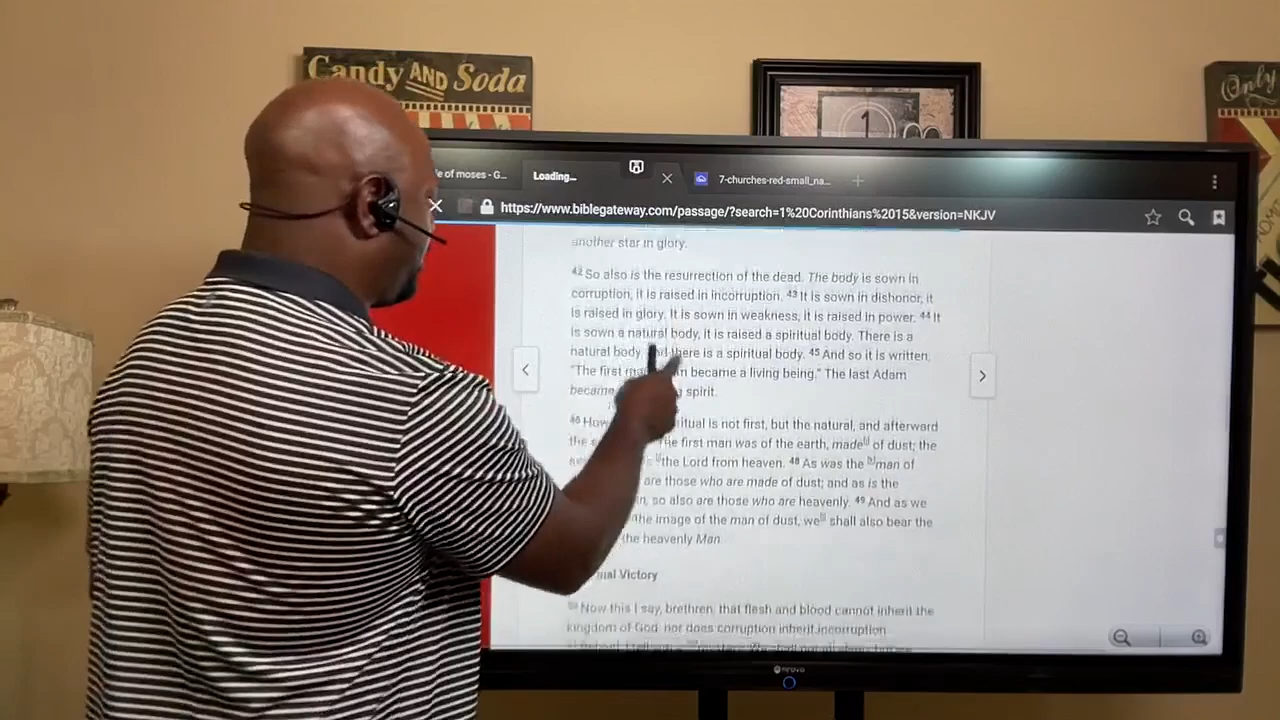 Candy AND Soda
1
Only
le of moses - G...
Loading...
7-churches-red-small_na...
https://www.biblegateway.com/passage/?search=1%20Corinthians%2015&version=NKJV
another star in glory.
42 So also is the resurrection of the dead. The body is sown in
corruption, it is raised in incorruption. 43 It is sown in dishonor, it
is raised in glory. It is sown in weakness, it is raised in power. 44 It
is sown a natural body, it is raised a spiritual body. There is a
natural body, and there is a spiritual body. 45 And so it is written,
"The first man became a living being." The last Adam
became spirit.
46 is not first, but the natural, and afterward
the first man was of the earth, made of dust; the
the Lord from heaven. 48 As was the man of
are those who are made of dust; and as is the
so also are those who are heavenly. 49 And as we
the image of the man of dust, we shall also bear the
the heavenly Man
Victory
Now this I say, brethren, that flesh and blood cannot inherit the
kingdom of God nor does corruption inherit incorruption